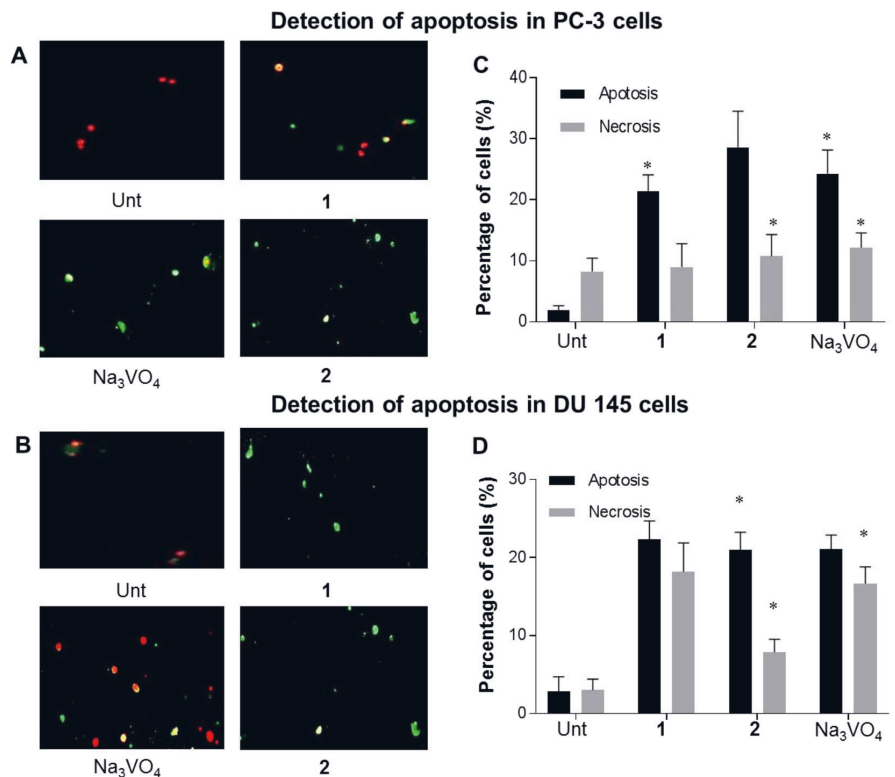 Detection of apoptosis in PC-3 cells
A
Unt
1
Na₃VO₄
2
C
Percentage of cells (%)
40
30
20
10
0
Apotosis
Necrosis
*
*
*
*
Unt
1
2
Na₃VO₄
Detection of apoptosis in DU 145 cells
B
Unt
1
Na₃VO₄
2
D
Percentage of cells (%)
30
20
10
0
Apotosis
Necrosis
*
*
*
Unt
1
2
Na₃VO₄